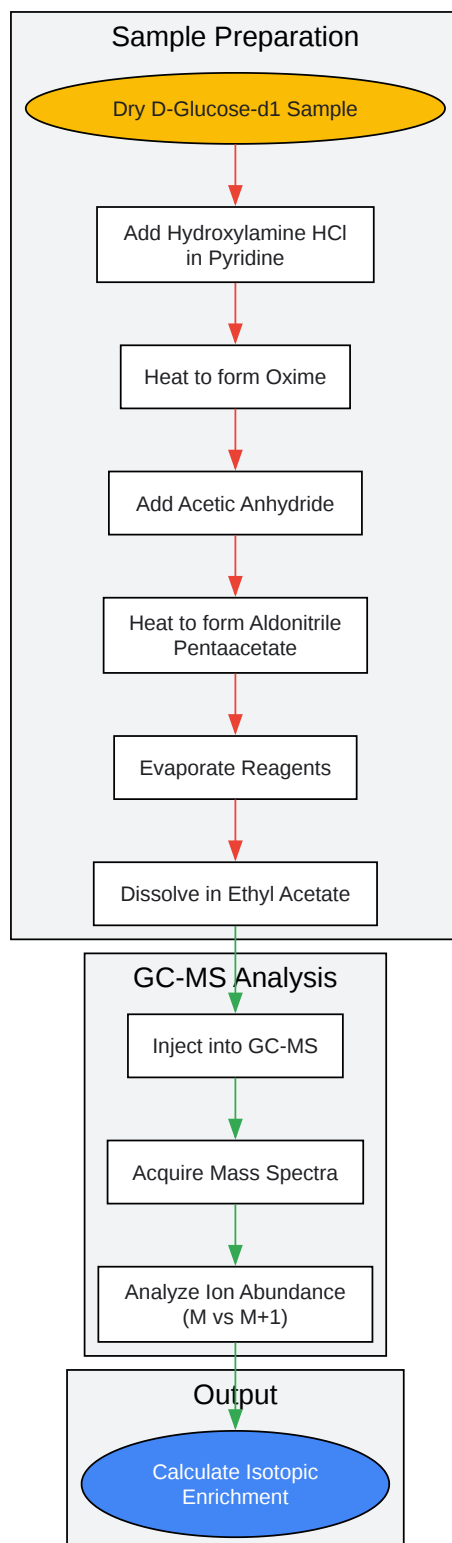 Sample Preparation
Dry D-Glucose-d1 Sample
Add Hydroxylamine HCl
in Pyridine
Heat to form Oxime
Add Acetic Anhydride
Heat to form Aldonitrile
Pentaacetate
Evaporate Reagents
Dissolve in Ethyl Acetate
GC-MS Analysis
Inject into GC-MS
Acquire Mass Spectra
Analyze Ion Abundance
(M vs M+1)
Output
Calculate Isotopic
Enrichment